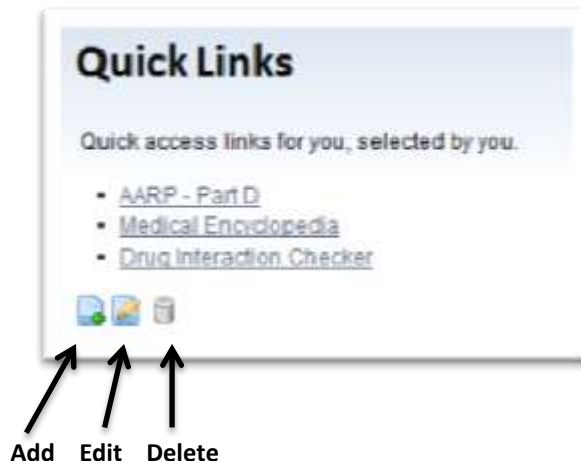 Quick Links
Quick access links for you, selected by you.
AARP - Part D
Medical Encyclopedia
Drug Interaction Checker
Add Edit Delete